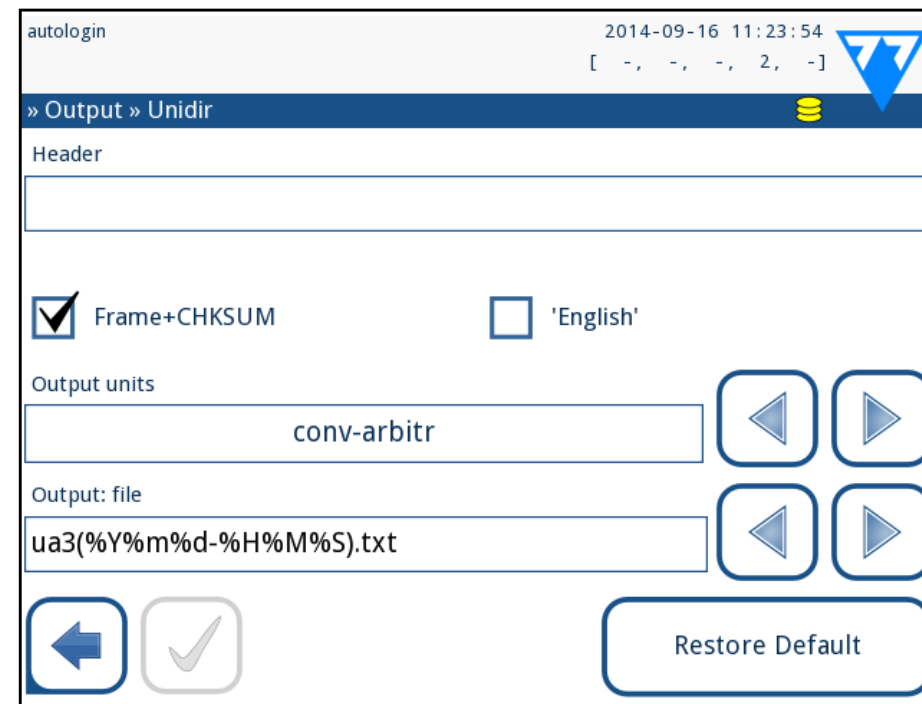 autologin
2014-09-16 11:23:54
[ -, -, -, 2, -]
» Output » Unidir
Header
Frame+CHKSUM
'English'
Output units
conv-arbitr
Output: file
ua3(%Y%m%d-%H%M%S).txt
Restore Default